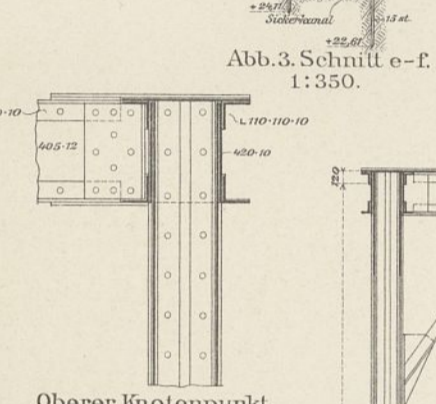 +24,11
Sickerkanal
15 st.
+22,61
Abb.3. Schnitt e-f.
1:350.
∟110·110·10
405·12
420·10
120
Oberer Knotenpunkt